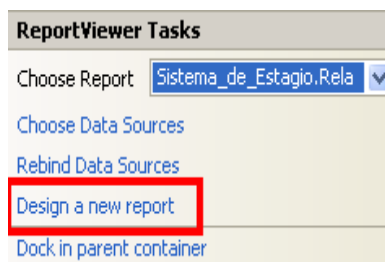 ReportViewer Tasks
Choose Report Sistema_de_Estagio.Rela
Choose Data Sources
Rebind Data Sources
Design a new report
Dock in parent container